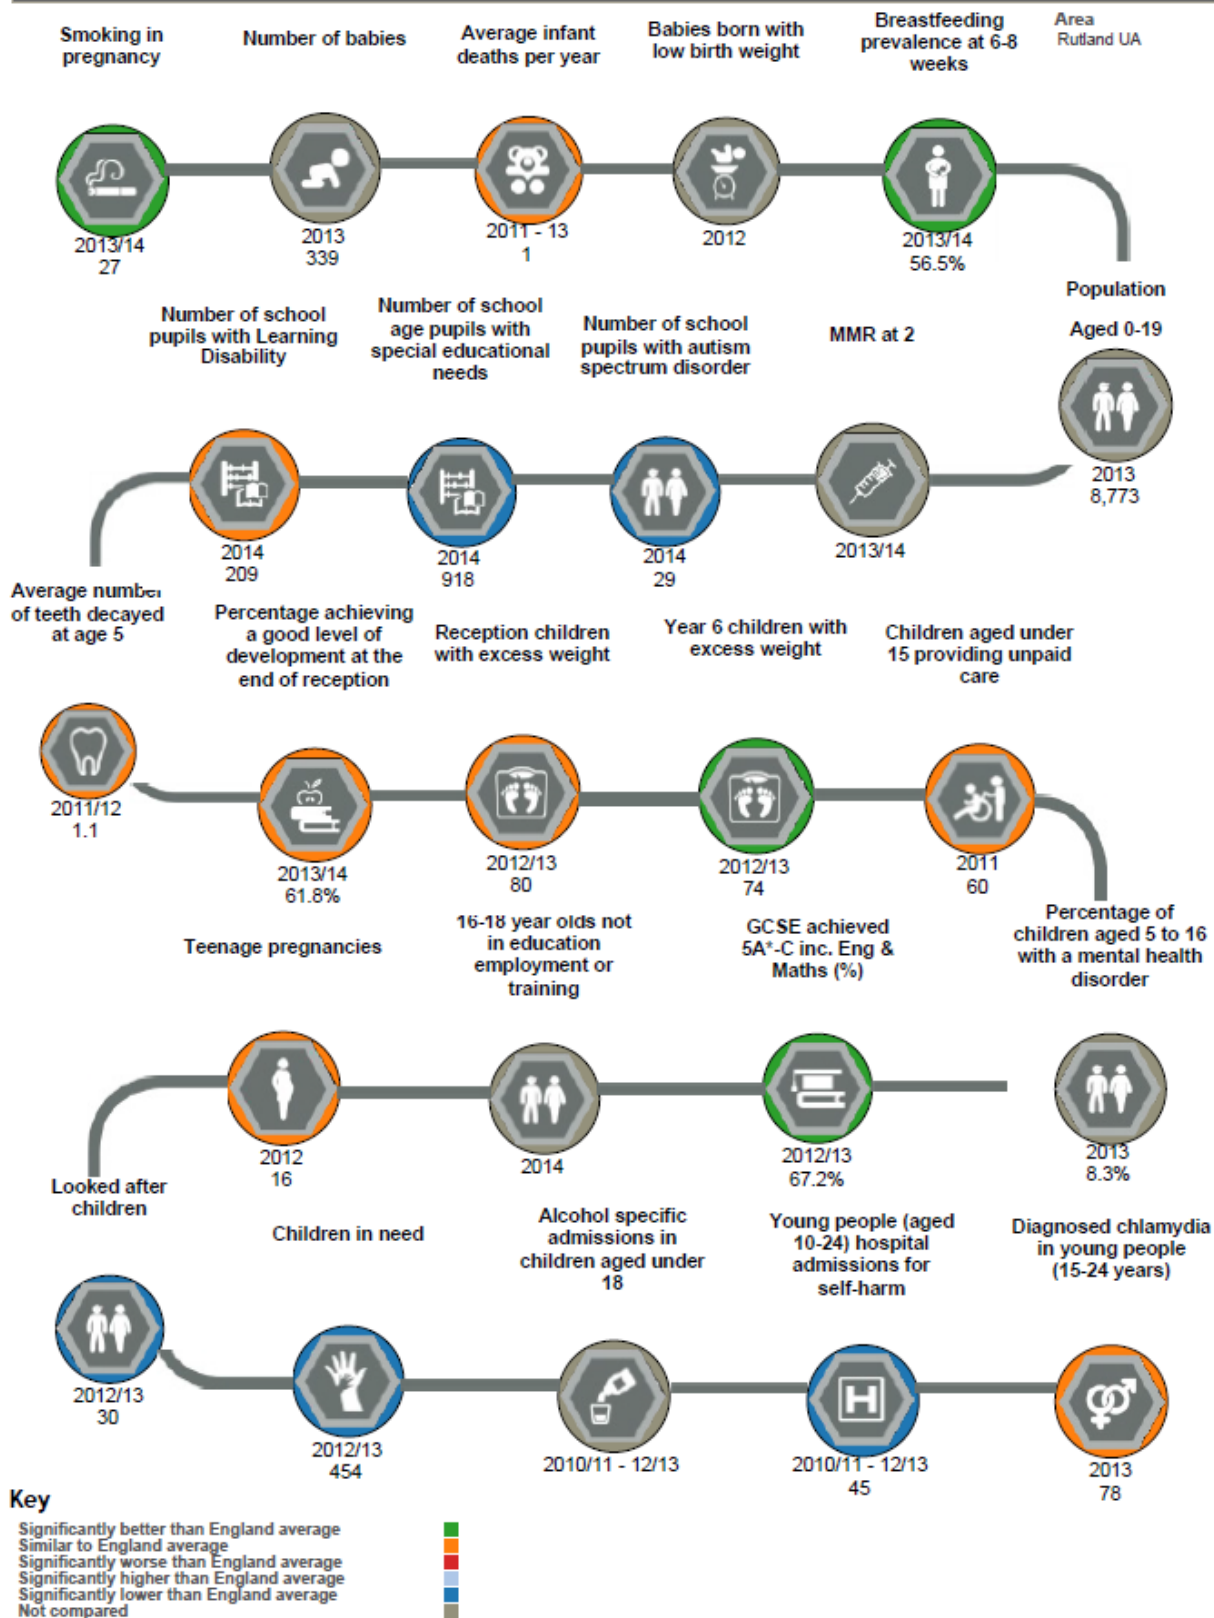 Smoking in
pregnancy
Number of babies
Average infant
deaths per year
Babies born with
low birth weight
Breastfeeding
prevalence at 6-8
weeks
Area
Rutland UA
2013/14
27
2013
339
2011 - 13
1
2012
2013/14
56.5%
Population
Aged 0-19
2013
8,773
Number of school
pupils with Learning
Disability
Number of school
age pupils with
special educational
needs
Number of school
pupils with autism
spectrum disorder
MMR at 2
2014
209
2014
918
2014
29
2013/14
Average number
of teeth decayed
at age 5
Percentage achieving
a good level of
development at the
end of reception
Reception children
with excess weight
Year 6 children with
excess weight
Children aged under
15 providing unpaid
care
2011/12
1.1
2013/14
61.8%
2012/13
80
2012/13
74
2011
60
Teenage pregnancies
16-18 year olds not
in education
employment or
training
GCSE achieved
5A*-C inc. Eng &
Maths (%)
Percentage of
children aged 5 to 16
with a mental health
disorder
2012
16
2014
2012/13
67.2%
2013
8.3%
Looked after
children
Children in need
Alcohol specific
admissions in
children aged under
18
Young people (aged
10-24) hospital
admissions for
self-harm
Diagnosed chlamydia
in young people
(15-24 years)
2012/13
30
2012/13
454
2010/11 - 12/13
H
2010/11 - 12/13
45
2013
78
Key
Significantly better than England average
Similar to England average
Significantly worse than England average
Significantly higher than England average
Significantly lower than England average
Not compared